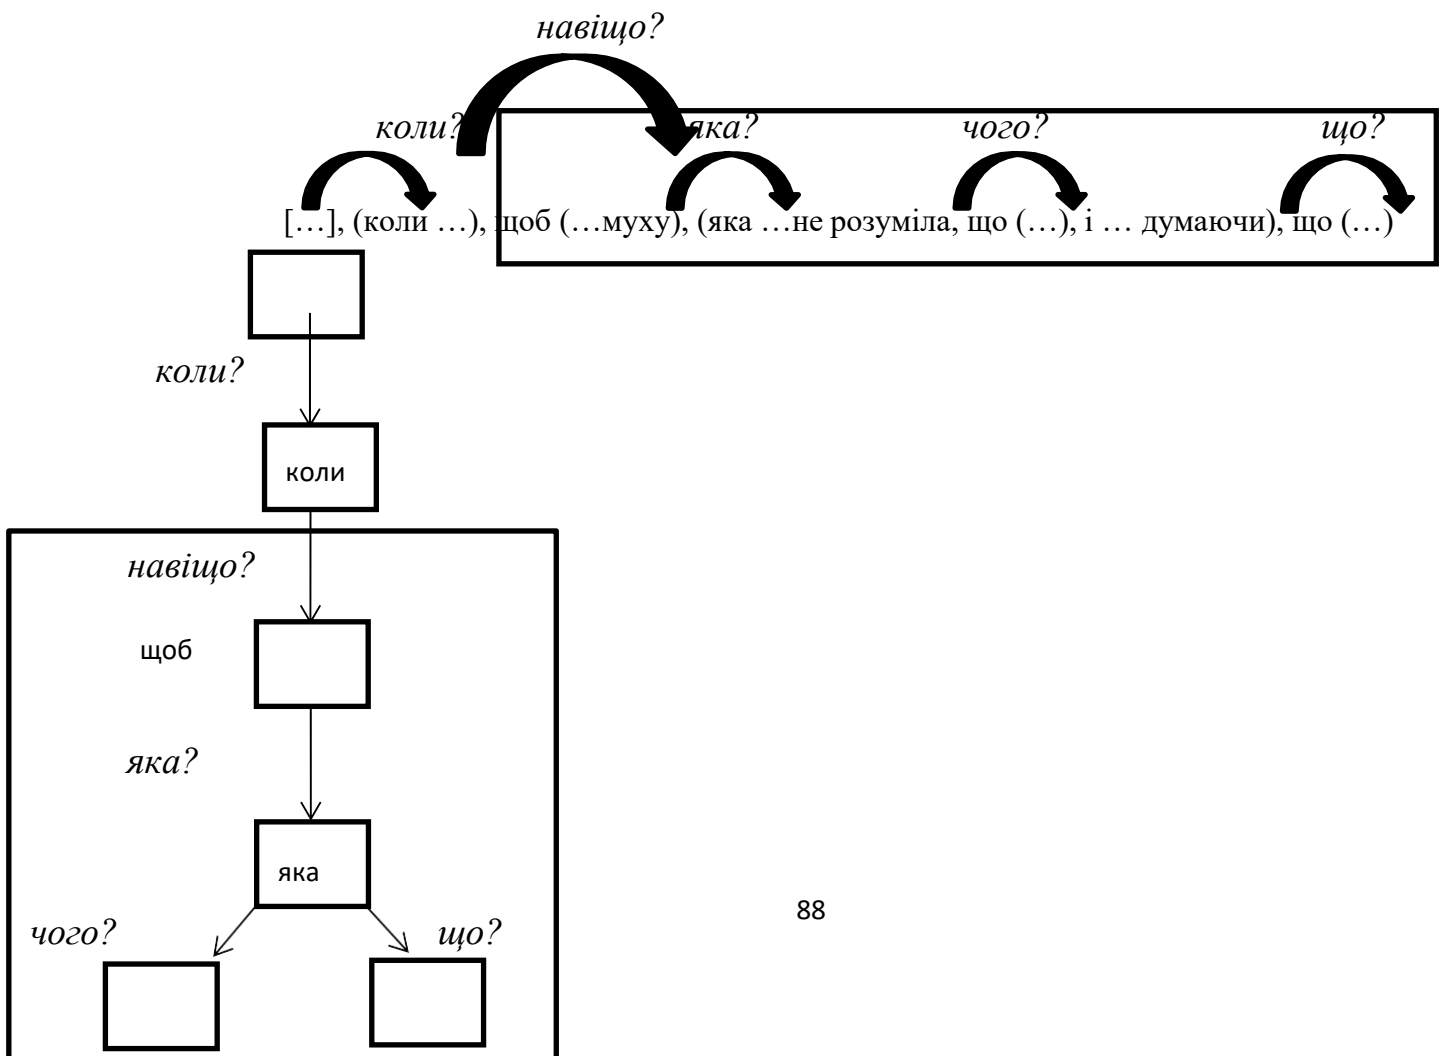 навіщо?
коли? яка? чого? що?
[…], (коли …), щоб (…муху), (яка …не розуміла, що (…), і … думаючи), що (…)
коли?
коли
навіщо?
щоб
яка?
яка
88
чого? що?